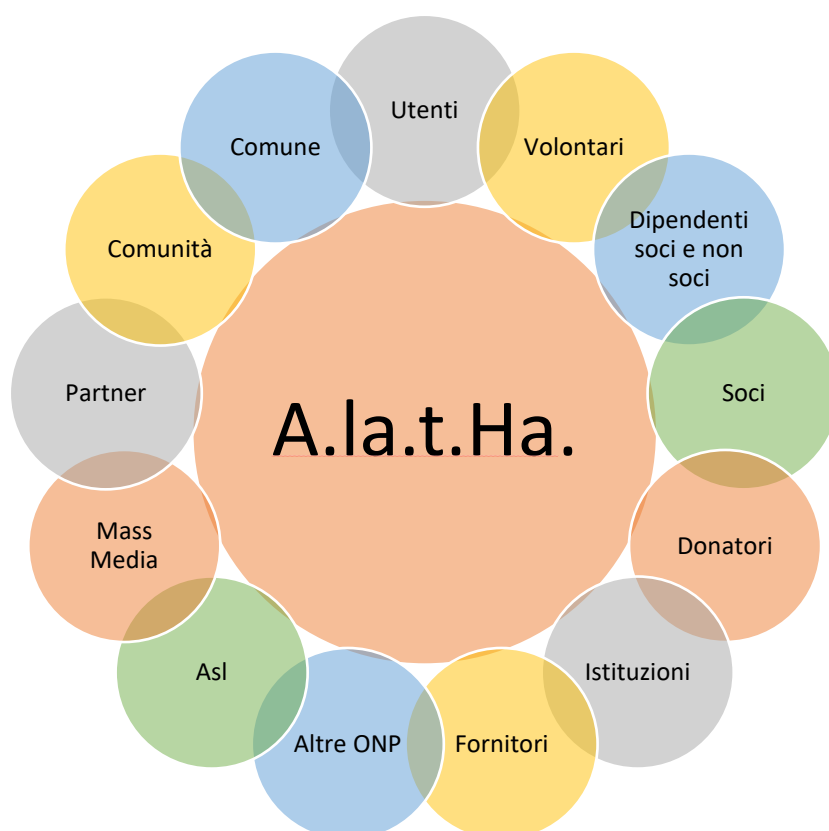 Utenti
Volontari
Dipendenti
soci e non
soci
Soci
Donatori
Istituzioni
Fornitori
Altre ONP
Asl
Mass
Media
Partner
Comunità
Comune
A.la.t.Ha.